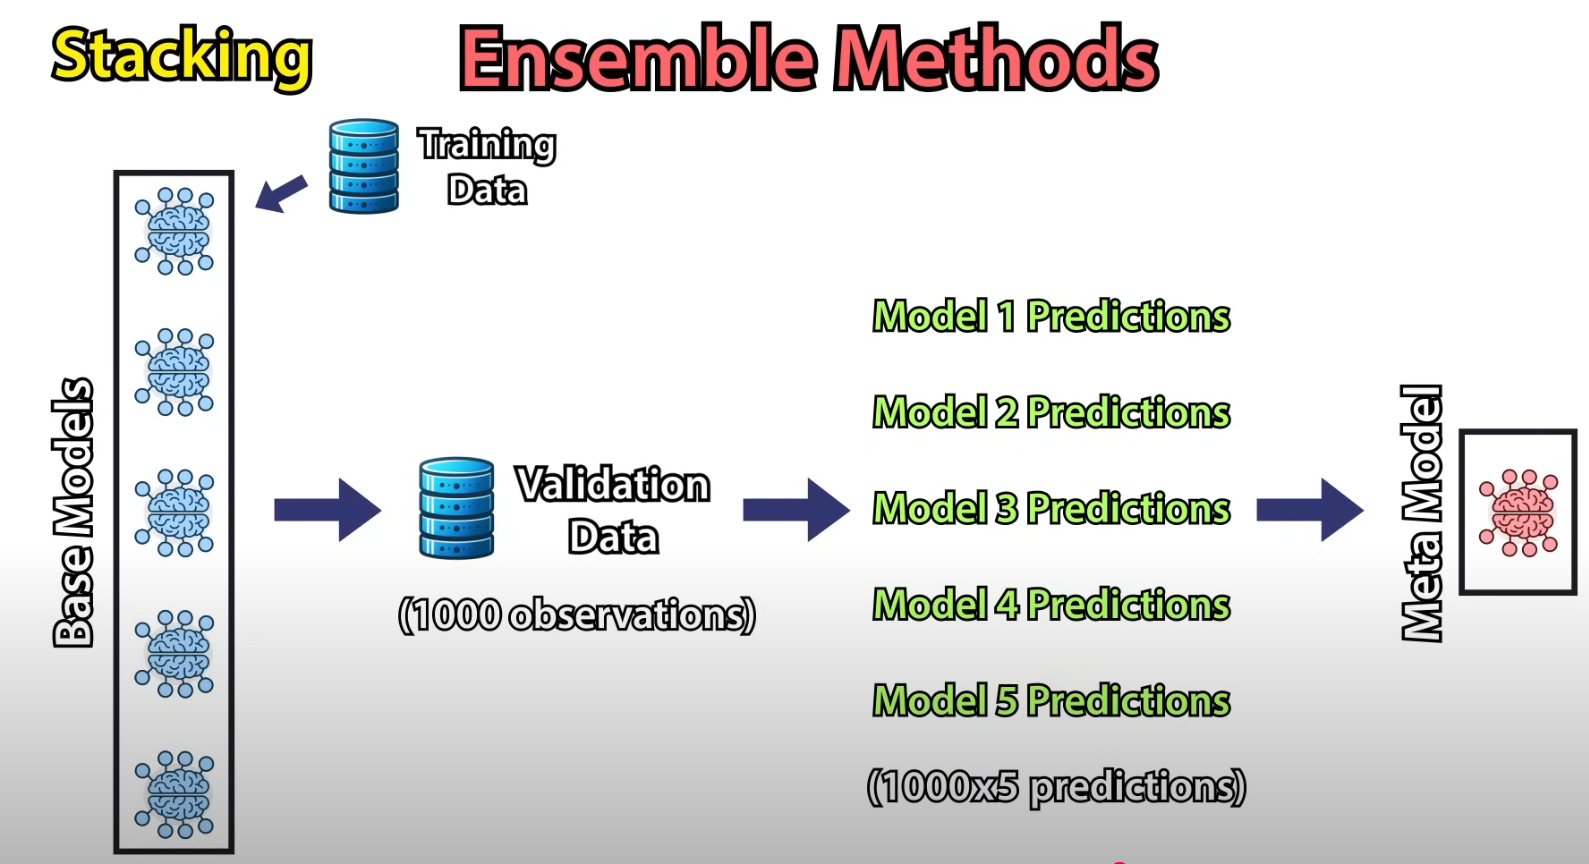 Stacking
Ensemble Methods
Training
Data
Base Models
Validation
Data
(1000 observations)
Model 1 Predictions
Model 2 Predictions
Model 3 Predictions
Model 4 Predictions
Model 5 Predictions
(1000x5 predictions)
Meta Model